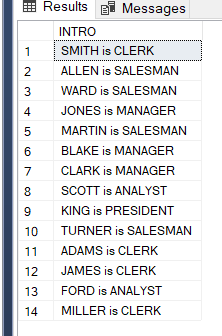 Results Messages
INTRO
1 SMITH is CLERK
2 ALLEN is SALESMAN
3 WARD is SALESMAN
4 JONES is MANAGER
5 MARTIN is SALESMAN
6 BLAKE is MANAGER
7 CLARK is MANAGER
8 SCOTT is ANALYST
9 KING is PRESIDENT
10 TURNER is SALESMAN
11 ADAMS is CLERK
12 JAMES is CLERK
13 FORD is ANALYST
14 MILLER is CLERK